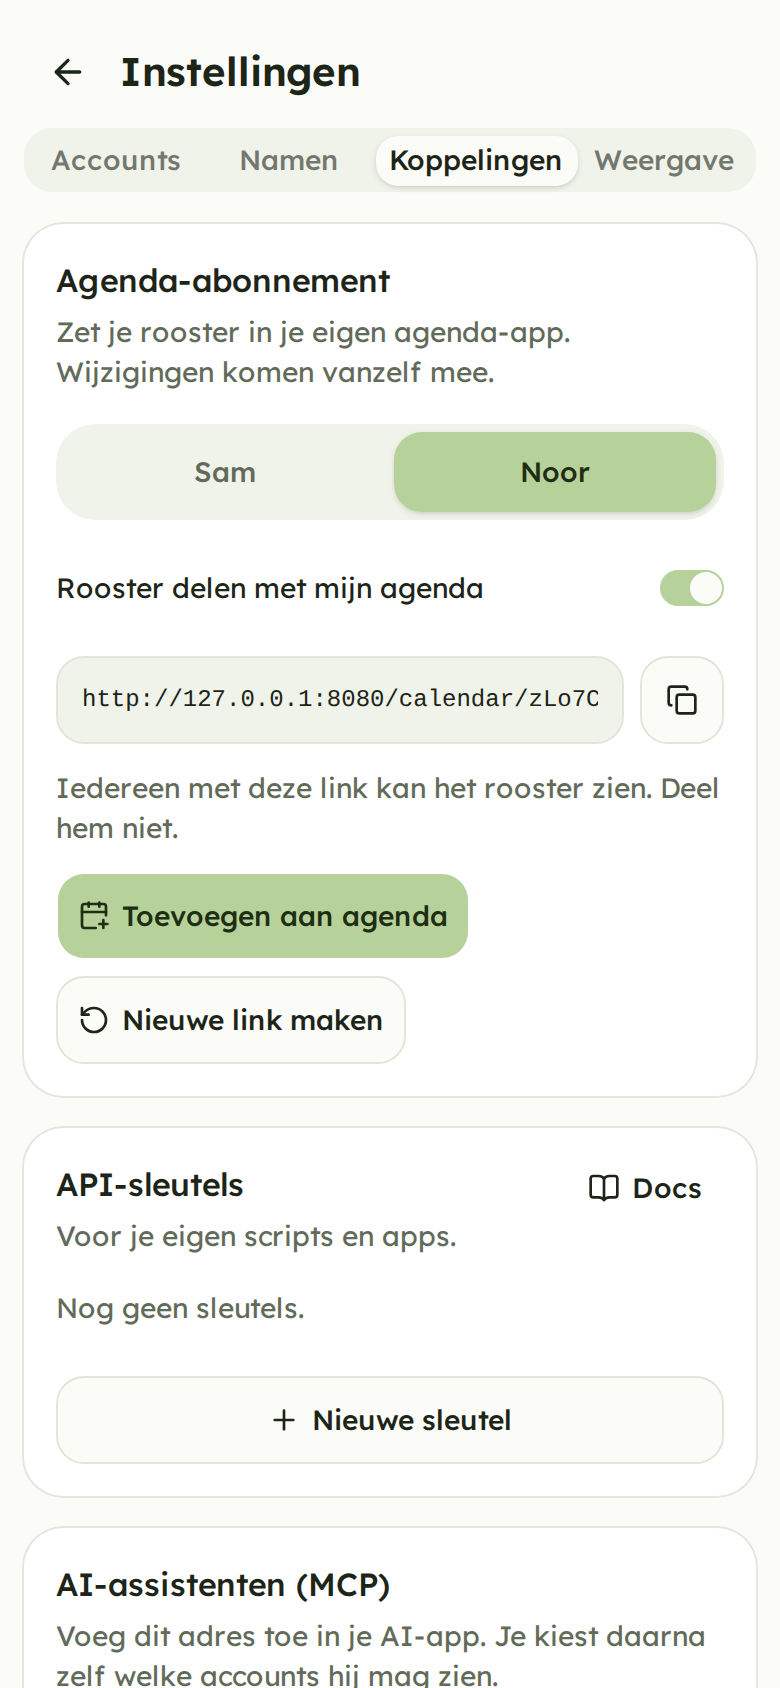 Instellingen
Accounts Namen Koppelingen Weergave
Agenda-abonnement
Zet je rooster in je eigen agenda-app.
Wijzigingen komen vanzelf mee.
Sam Noor
Rooster delen met mijn agenda
http://127.0.0.1:8080/calendar/zLo7C
Iedereen met deze link kan het rooster zien. Deel
hem niet.
Toevoegen aan agenda
Nieuwe link maken
API-sleutels Docs
Voor je eigen scripts en apps.
Nog geen sleutels.
Nieuwe sleutel
AI-assistenten (MCP)
Voeg dit adres toe in je AI-app. Je kiest daarna
zelf welke accounts hij mag zien.